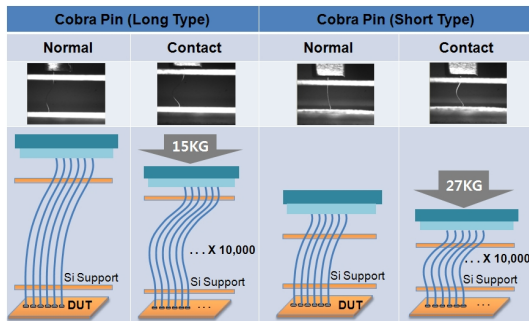 Cobra Pin (Long Type)
Cobra Pin (Short Type)
Normal
Contact
Normal
Contact
15KG
27KG
. . . X 10,000
. . . X 10,000
Si Support
Si Support
Si Support
Si Support
DUT
...
DUT
...